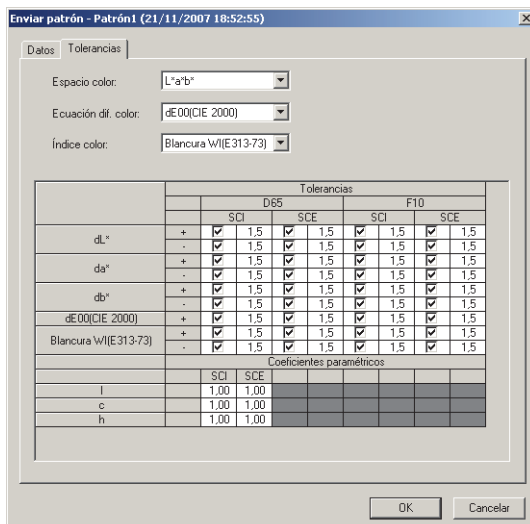 Enviar patrón - Patrón1 (21/11/2007 18:52:55)
Datos Tolerancias
Espacio color: L*a*b*
Ecuación dif. color: dE00(CIE 2000)
Índice color: Blancura WI(E313-73)
Tolerancias
D65 F10
SCI SCE SCI SCE
dL* + 1,5 1,5 1,5 1,5
- 1,5 1,5 1,5 1,5
da* + 1,5 1,5 1,5 1,5
- 1,5 1,5 1,5 1,5
db* + 1,5 1,5 1,5 1,5
- 1,5 1,5 1,5 1,5
dE00(CIE 2000) + 1,5 1,5 1,5 1,5
Blancura WI(E313-73) + 1,5 1,5 1,5 1,5
- 1,5 1,5 1,5 1,5
Coeficientes paramétricos
SCI SCE
l 1,00 1,00
c 1,00 1,00
h 1,00 1,00
OK Cancelar